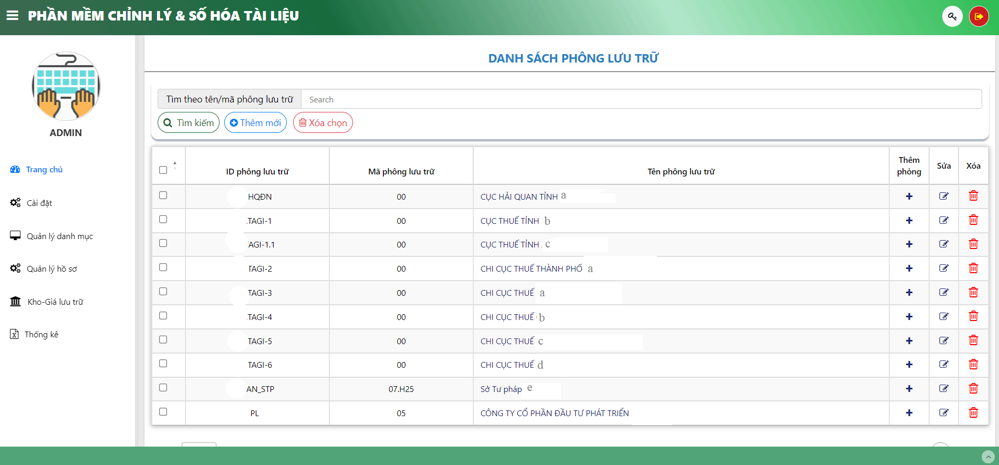 PHẦN MỀM CHỈNH LÝ & SỐ HÓA TÀI LIỆU
ADMIN
Trang chủ
Cài đặt
Quản lý danh mục
Quản lý hồ sơ
Kho-Giá lưu trữ
Thống kê
DANH SÁCH PHÔNG LƯU TRỮ
Tìm theo tên/mã phông lưu trữ Search
Tìm kiếm Thêm mới Xóa chọn
ID phông lưu trữ Mã phông lưu trữ Tên phông lưu trữ Thêm phòng Sửa Xóa
HQĐN 00 CỤC HẢI QUAN TỈNH a
.TAGI-1 00 CỤC THUẾ TỈNH b
TAGI-1.1 00 CỤC THUẾ TỈNH c
TAGI-2 00 CHI CỤC THUẾ THÀNH PHỐ a
TAGI-3 00 CHI CỤC THUẾ a
.TAGI-4 00 CHI CỤC THUẾ b
TAGI-5 00 CHI CỤC THUẾ c
TAGI-6 00 CHI CỤC THUẾ d
AN_STP 07.H25 Sở Tư pháp e
PL 05 CÔNG TY CỔ PHẦN ĐẦU TƯ PHÁT TRIỂN